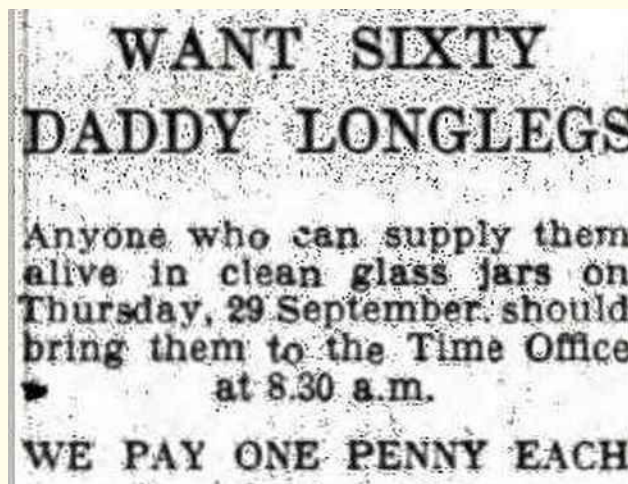 WANT SIXTY
DADDY LONGLEGS
Anyone who can supply them
alive in clean glass jars on
Thursday, 29 September. should
bring them to the Time Office
at 8.30 a.m.
WE PAY ONE PENNY EACH